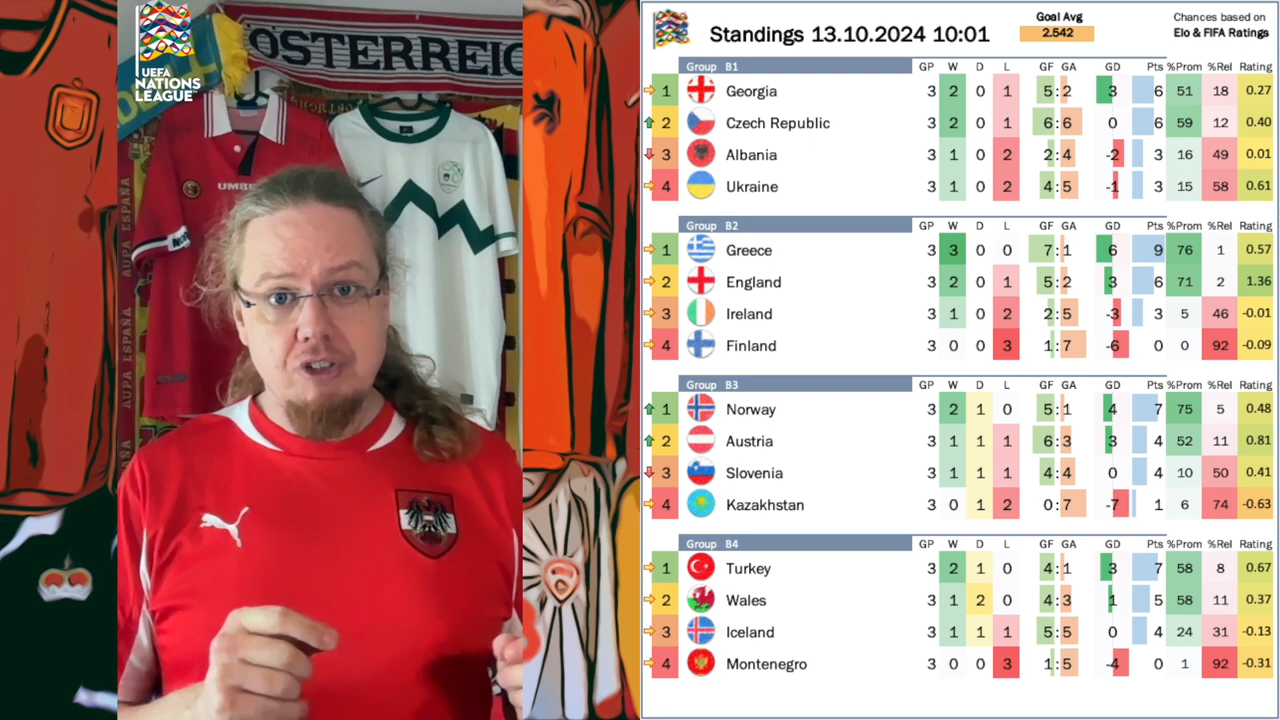 UEFA
NATIONS
LEAGUE
ÖSTERREIC
UMB
AUPA ESPAÑA
AUPA ESPAÑA
AUPA ESPAÑA
Standings 13.10.2024 10:01
Goal Avg
2.542
Chances based on
Elo & FIFA Ratings
Group B1 GP W D L GF GA GD Pts %Prom %Rel Rating
1 Georgia 3 2 0 1 5:2 3 6 51 18 0.27
2 Czech Republic 3 2 0 1 6:6 0 6 59 12 0.40
3 Albania 3 1 0 2 2:4 -2 3 16 49 0.01
4 Ukraine 3 1 0 2 4:5 -1 3 15 58 0.61
Group B2 GP W D L GF GA GD Pts %Prom %Rel Rating
1 Greece 3 3 0 0 7:1 6 9 76 1 0.57
2 England 3 2 0 1 5:2 3 6 71 2 1.36
3 Ireland 3 1 0 2 2:5 -3 3 5 46 -0.01
4 Finland 3 0 0 3 1:7 -6 0 0 92 -0.09
Group B3 GP W D L GF GA GD Pts %Prom %Rel Rating
1 Norway 3 2 1 0 5:1 4 7 75 5 0.48
2 Austria 3 1 1 1 6:3 3 4 52 11 0.81
3 Slovenia 3 1 1 1 4:4 0 4 10 50 0.41
4 Kazakhstan 3 0 1 2 0:7 -7 1 6 74 -0.63
Group B4 GP W D L GF GA GD Pts %Prom %Rel Rating
1 Turkey 3 2 1 0 4:1 3 7 58 8 0.67
2 Wales 3 1 2 0 4:3 1 5 58 11 0.37
3 Iceland 3 1 1 1 5:5 0 4 24 31 -0.13
4 Montenegro 3 0 0 3 1:5 -4 0 1 92 -0.31